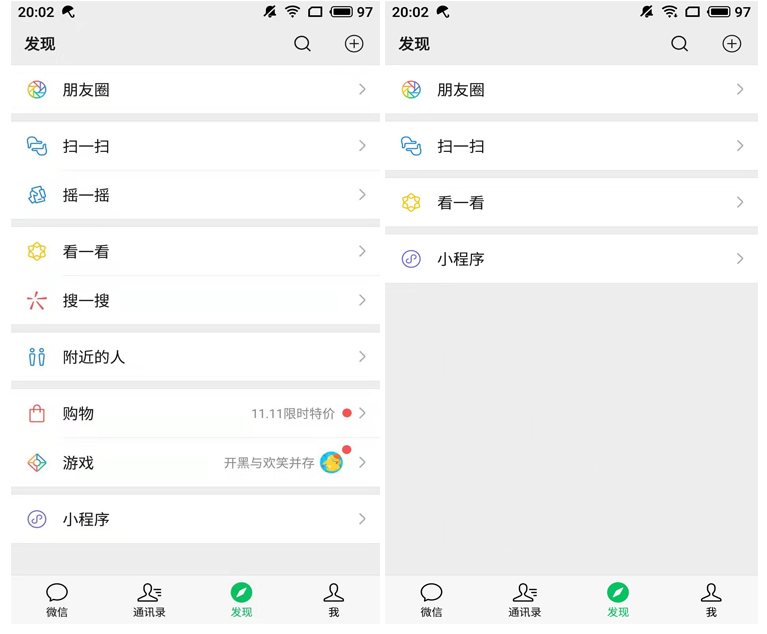 20:02 97
发现
朋友圈
扫一扫
摇一摇
看一看
搜一搜
附近的人
购物 11.11限时特价
游戏 开黑与欢笑并存
小程序
微信 通讯录 发现 我
20:02 97
发现
朋友圈
扫一扫
看一看
小程序
微信 通讯录 发现 我